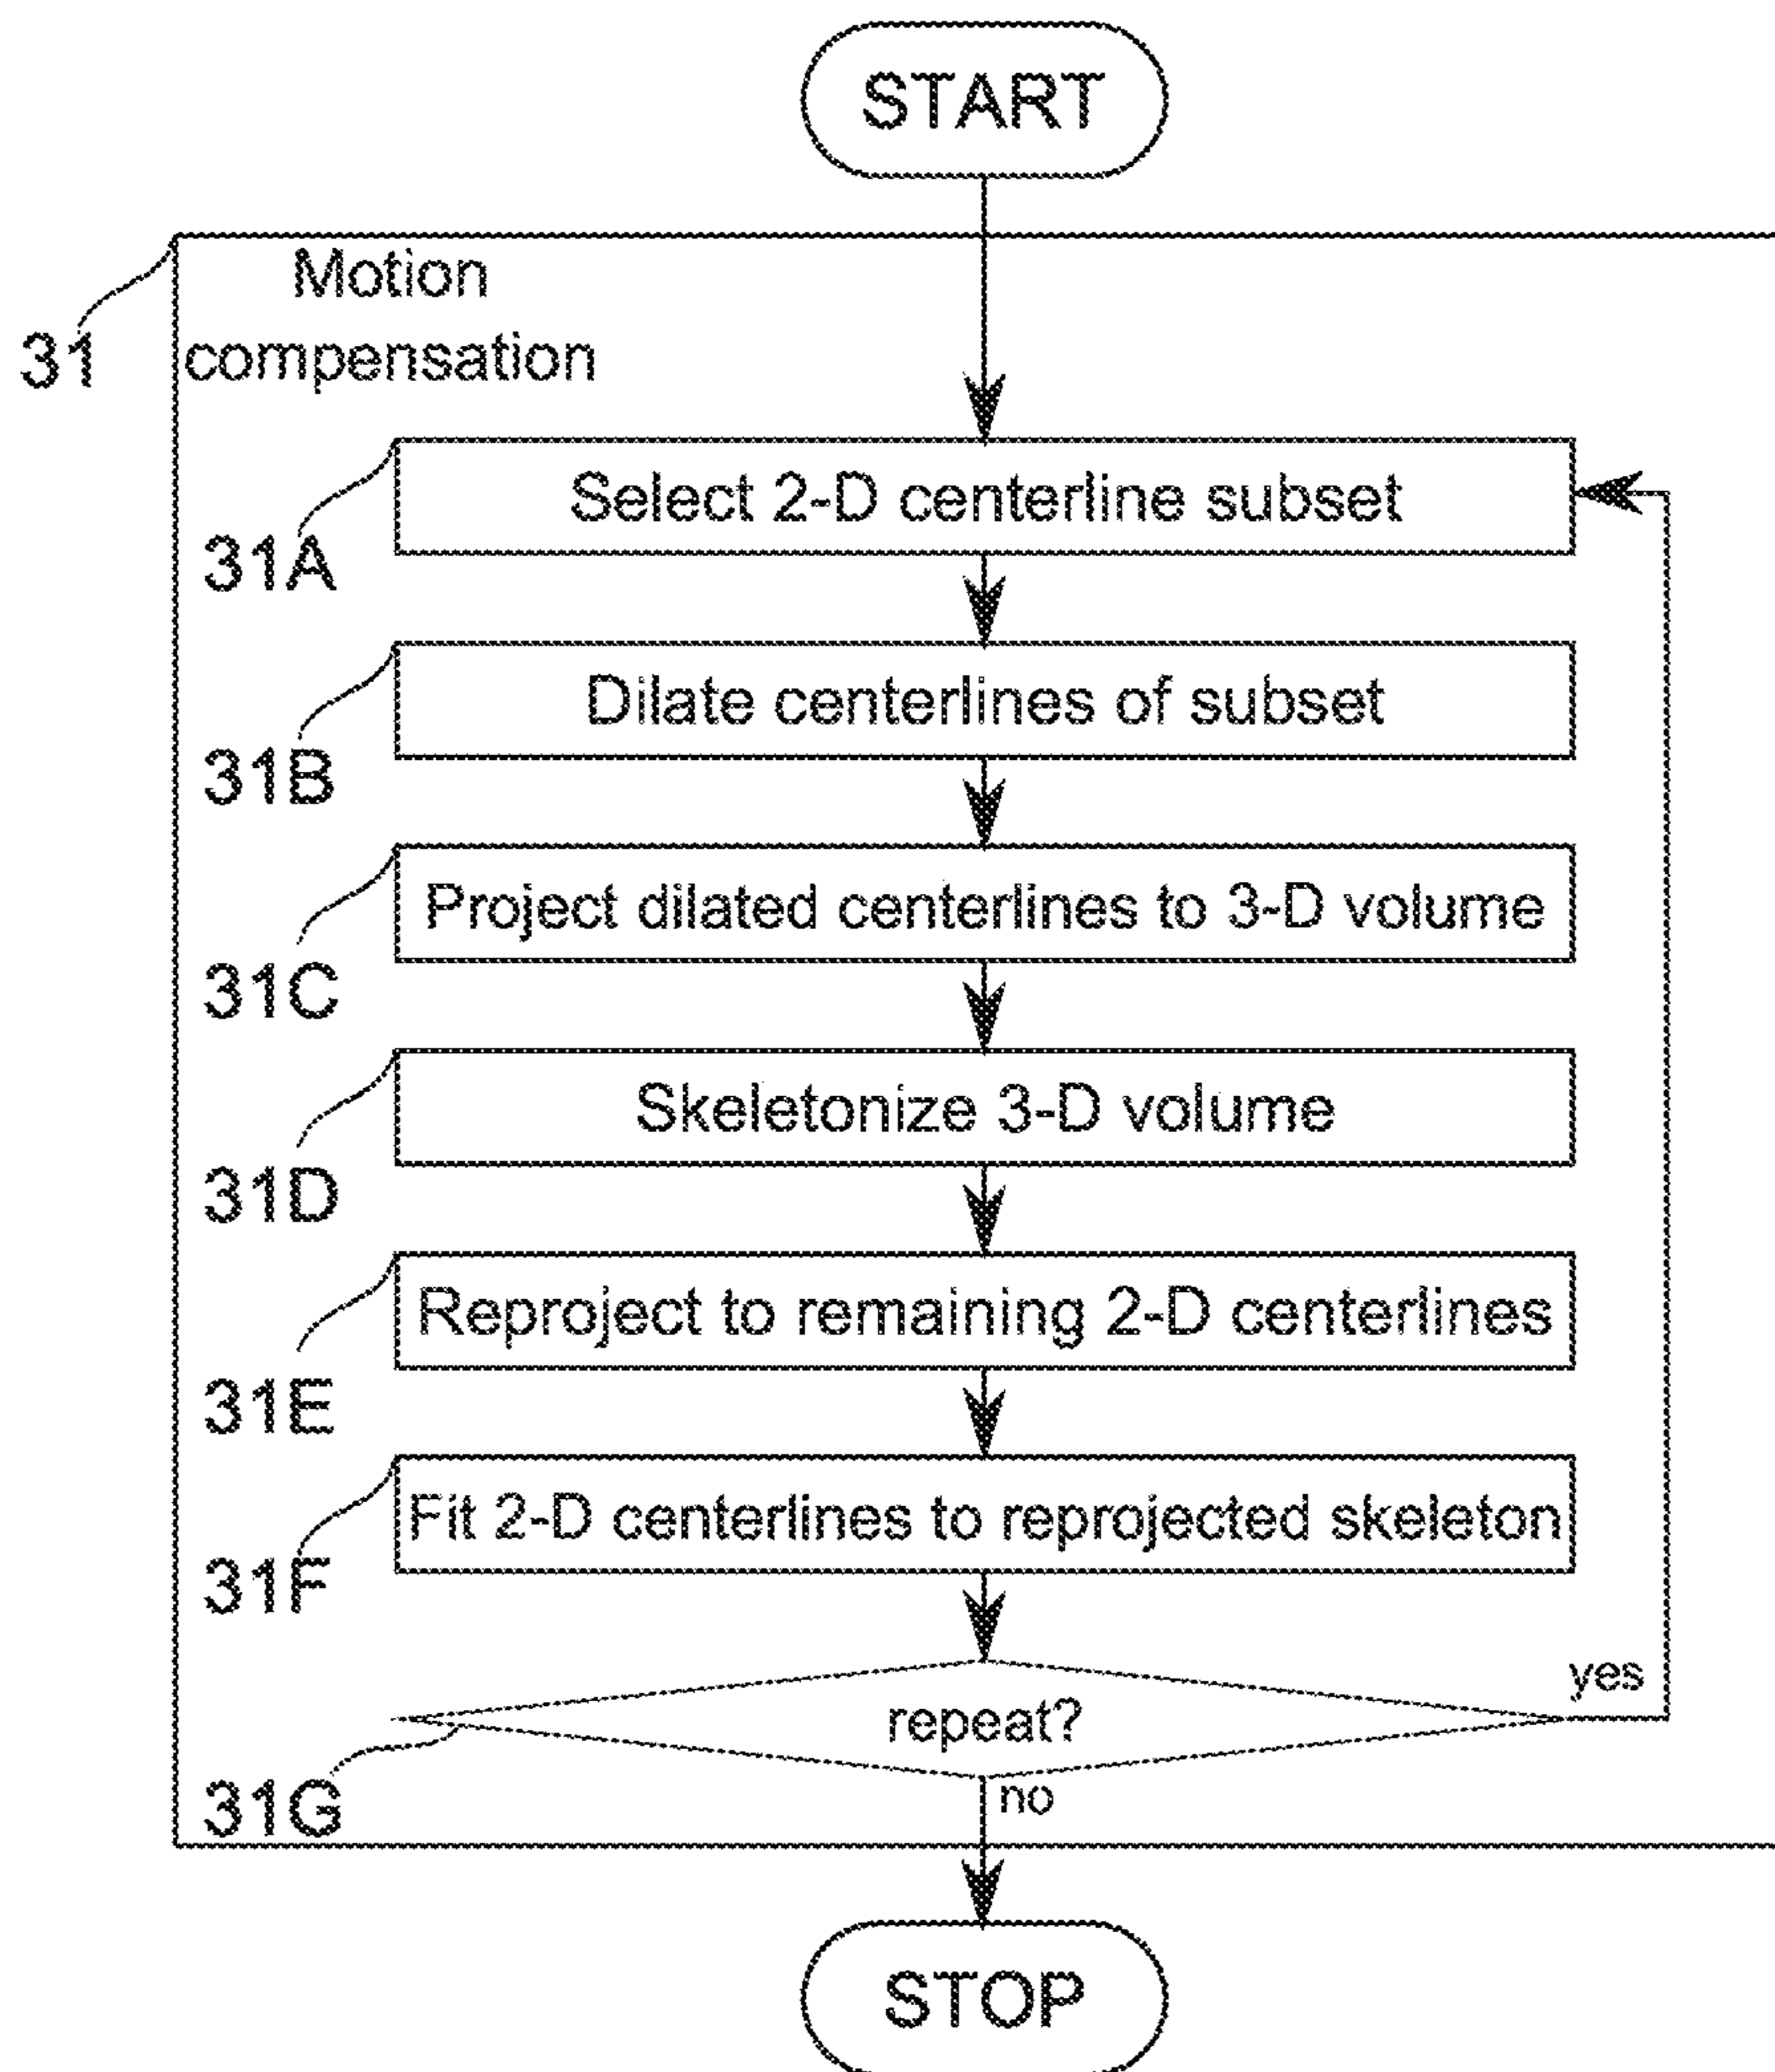 START
Motion
compensation
31
Select 2-D centerline subset
31A
Dilate centerlines of subset
31B
Project dilated centerlines to 3-D volume
31C
Skeletonize 3-D volume
31D
Reproject to remaining 2-D centerlines
31E
Fit 2-D centerlines to reprojected skeleton
31F
yes
repeat?
31G
no
STOP